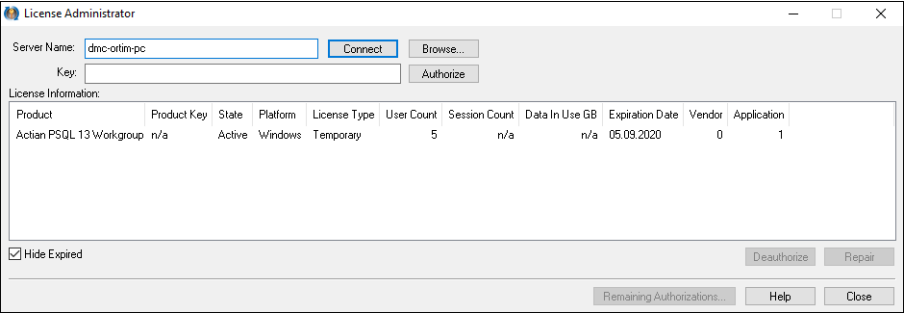 License Administrator
Server Name: dmc-ortim-pc Connect Browse...
Key: Authorize
License Information:
Product Product Key State Platform License Type User Count Session Count Data In Use GB Expiration Date Vendor Application
Actian PSQL 13 Workgroup n/a Active Windows Temporary 5 n/a n/a 05.09.2020 0 1
Hide Expired Deauthorize Repair
Remaining Authorizations... Help Close